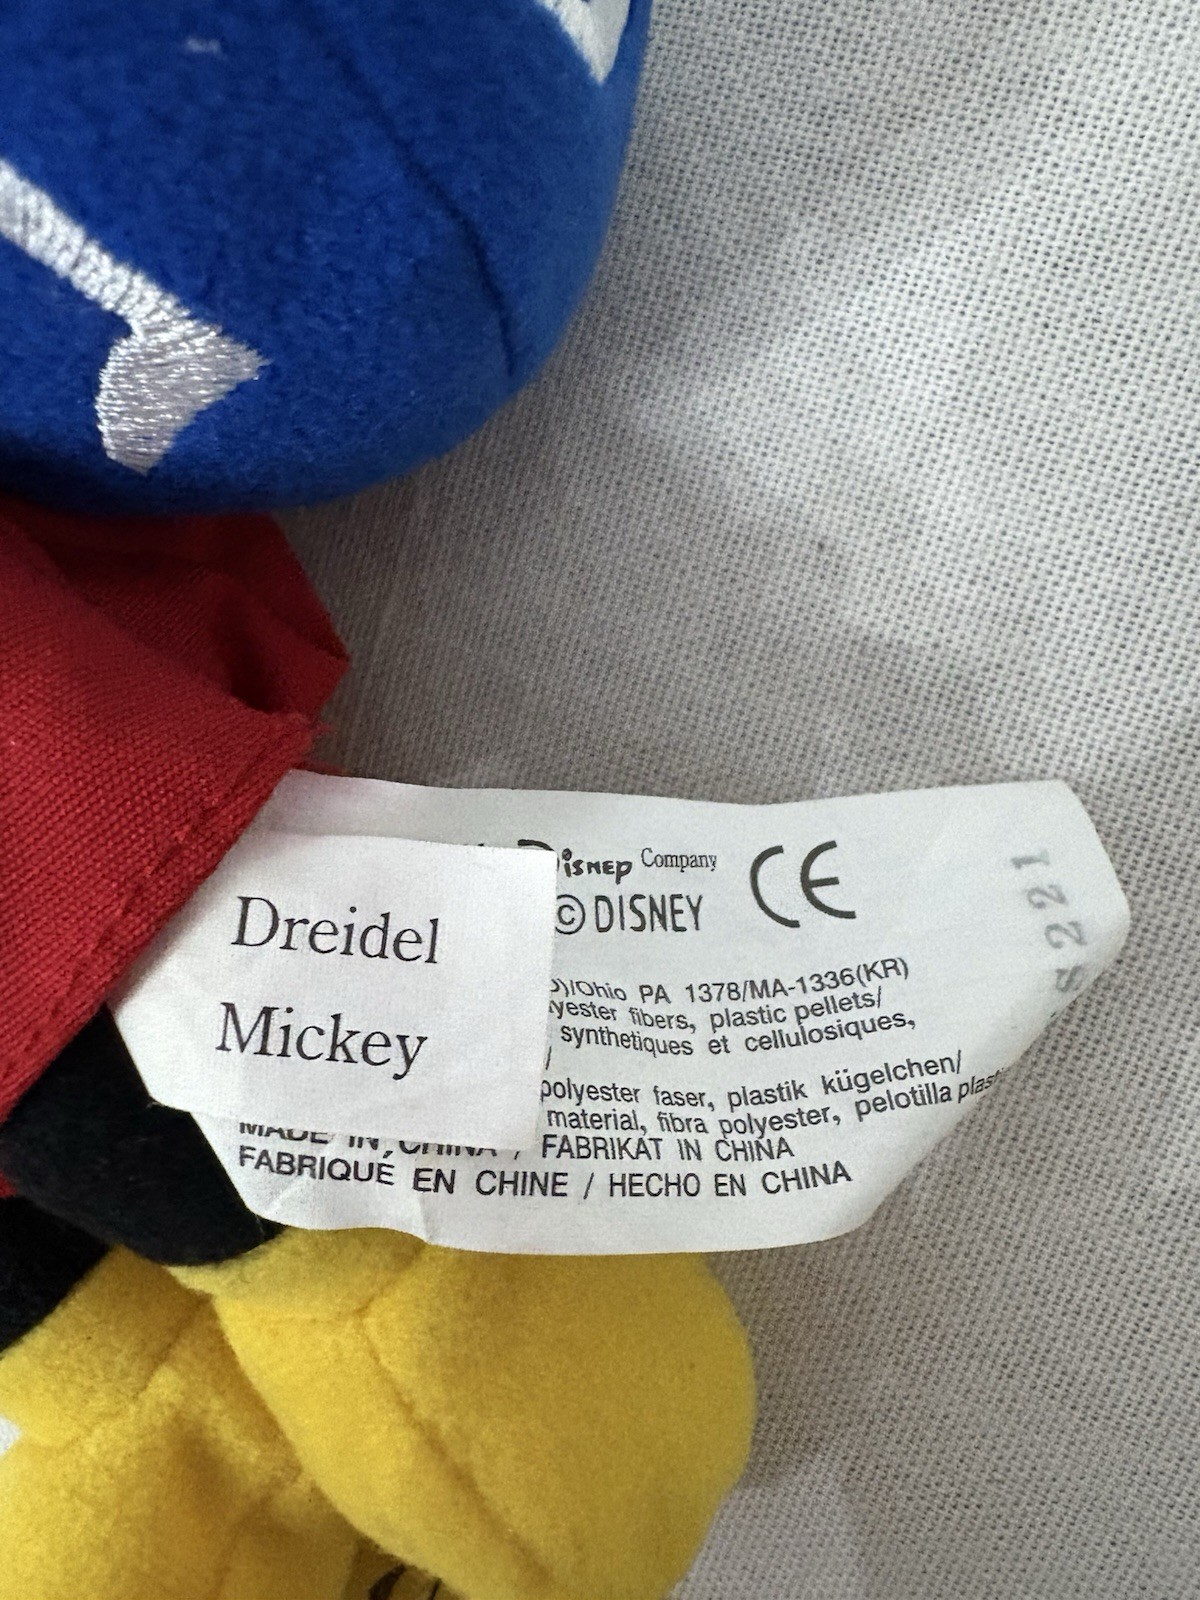 Dreidel
Mickey
Disney Company
© DISNEY
CE
/Ohio PA 1378/MA-1336(KR)
fibers, plastic pellets/
synthetiques et cellulosiques,
/
polyester faser, plastik kügelchen/
material, fibra polyester, pelotilla
MADE IN CHINA / FABRIKAT IN CHINA
FABRIQUÉ EN CHINE / HECHO EN CHINA
S221